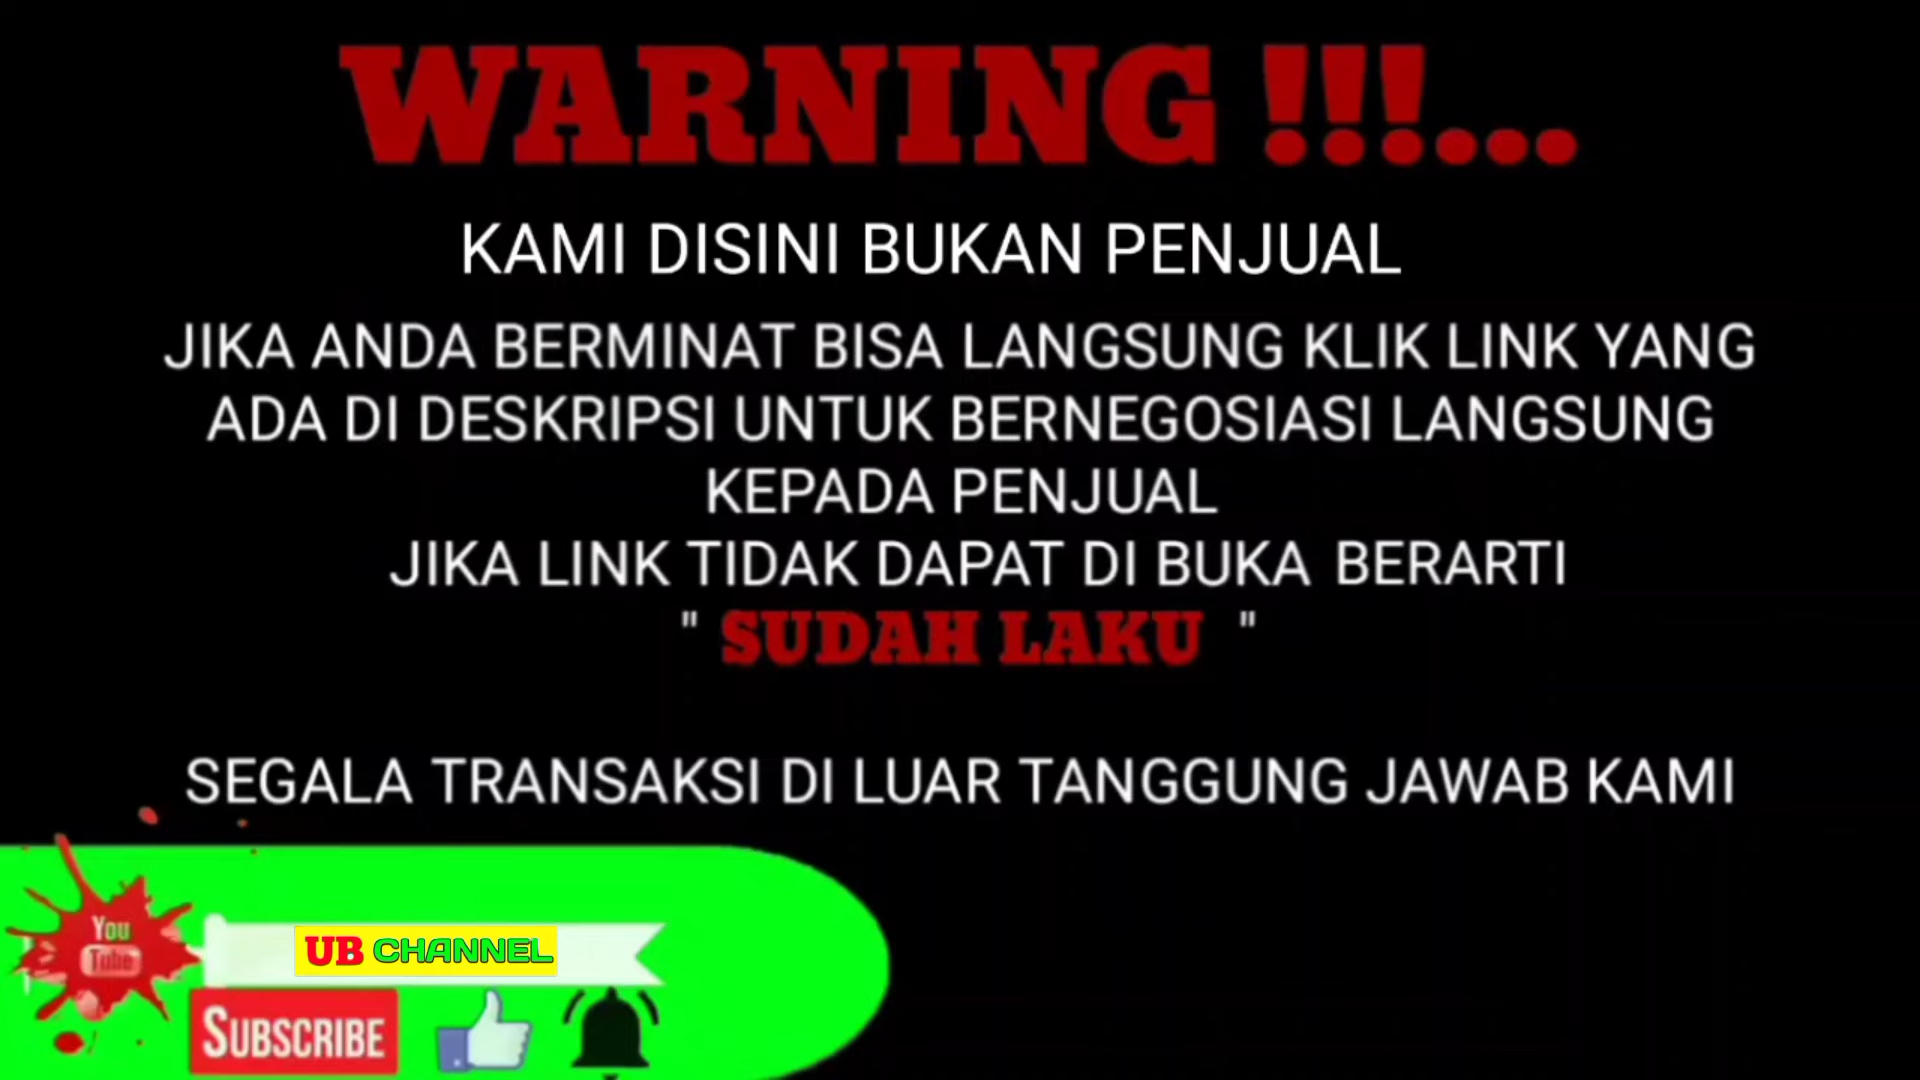 WARNING !!!...
KAMI DISINI BUKAN PENJUAL
JIKA ANDA BERMINAT BISA LANGSUNG KLIK LINK YANG
ADA DI DESKRIPSI UNTUK BERNEGOSIASI LANGSUNG
KEPADA PENJUAL
JIKA LINK TIDAK DAPAT DI BUKA BERARTI
" SUDAH LAKU "
SEGALA TRANSAKSI DI LUAR TANGGUNG JAWAB KAMI
You
Tube
UB CHANNEL
SUBSCRIBE